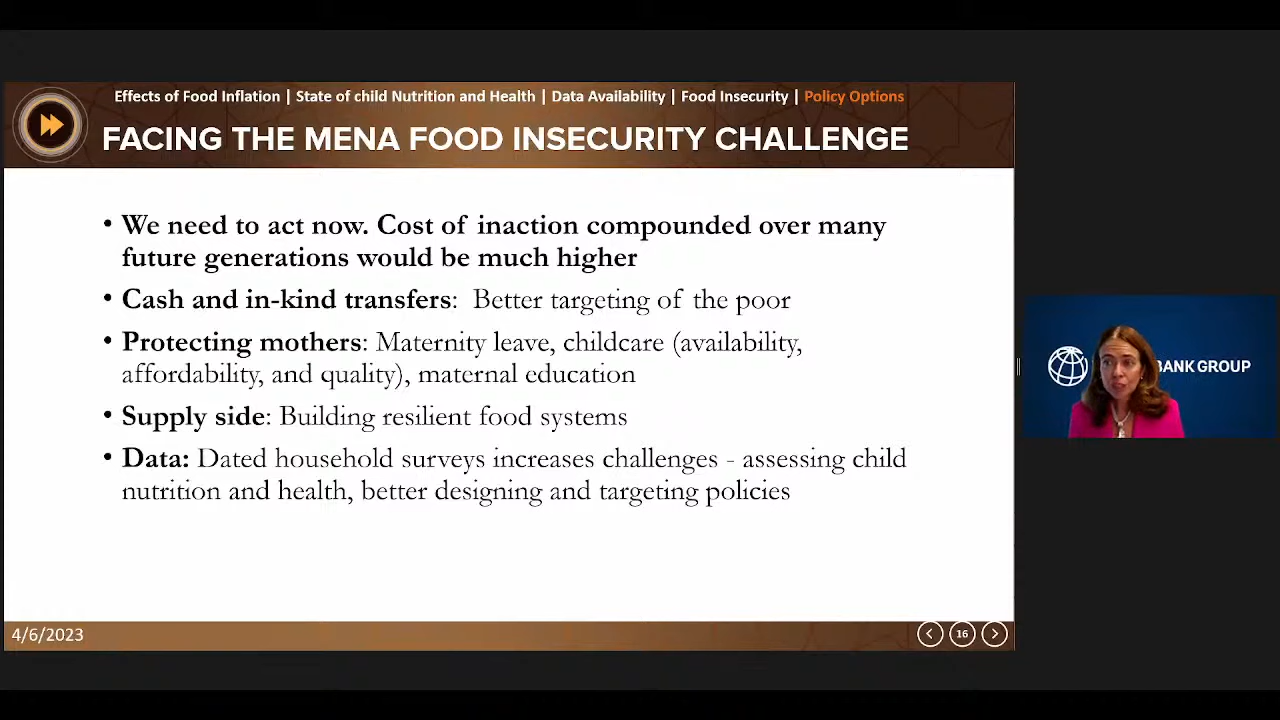 Effects of Food Inflation | State of child Nutrition and Health | Data Availability | Food Insecurity | Policy Options
FACING THE MENA FOOD INSECURITY CHALLENGE
• We need to act now. Cost of inaction compounded over many
future generations would be much higher
• Cash and in-kind transfers: Better targeting of the poor
• Protecting mothers: Maternity leave, childcare (availability,
affordability, and quality), maternal education
• Supply side: Building resilient food systems
• Data: Dated household surveys increases challenges - assessing child
nutrition and health, better designing and targeting policies
BANK GROUP
4/6/2023
16